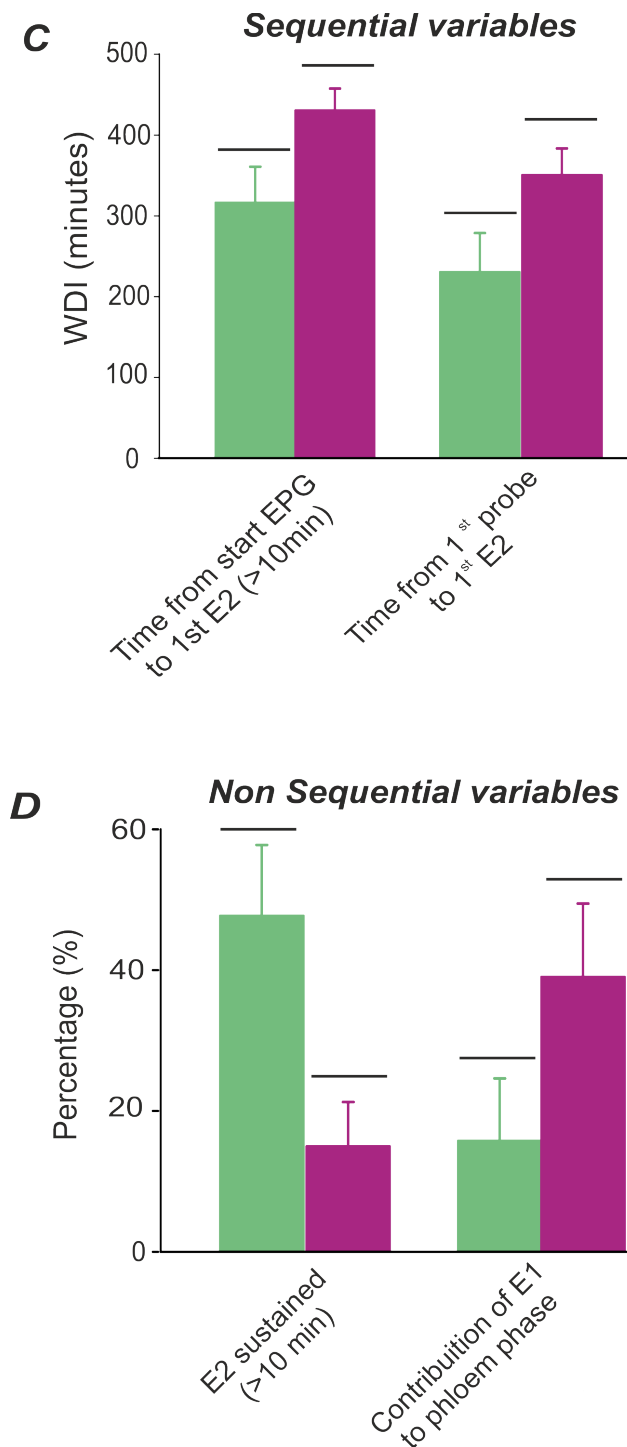 C
Sequential variables
WDI (minutes)
500
400
300
200
100
0
Time from start EPG
to 1st E2 (>10min)
Time from 1st probe
to 1st E2
D
Non Sequential variables
Percentage (%)
60
40
20
0
E2 sustained
(>10 min)
Contribuition of E1
to phloem phase